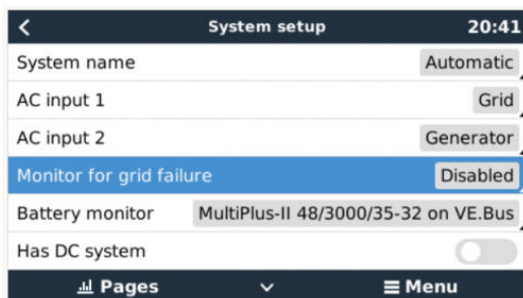 System setup 20:41
System name Automatic
AC input 1 Grid
AC input 2 Generator
Monitor for grid failure Disabled
Battery monitor MultiPlus-II 48/3000/35-32 on VE.Bus
Has DC system
Pages Menu